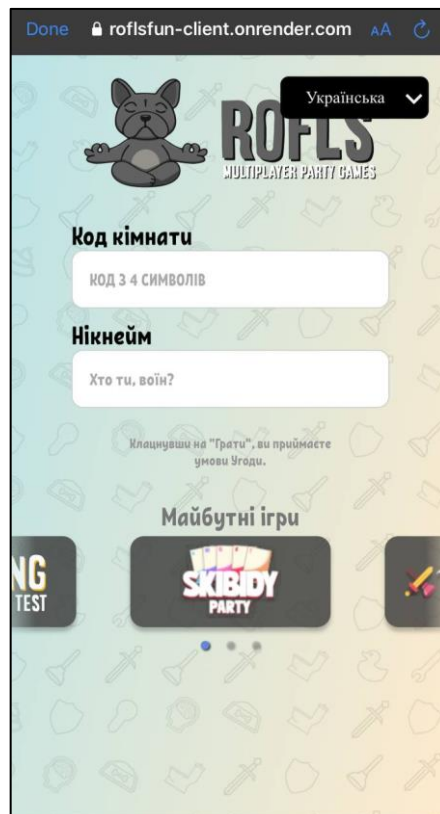 Done roflsfun-client.onrender.com AA
Українська
ROFLS
MULTIPLAYER PARTY GAMES
Код кімнати
КОД З 4 СИМВОЛІВ
Нікнейм
Хто ти, воїн?
Клацнувши на "Грати", ви приймаєте
умови Угоди.
Майбутні ігри
NG
TEST
SKIBIDY
PARTY